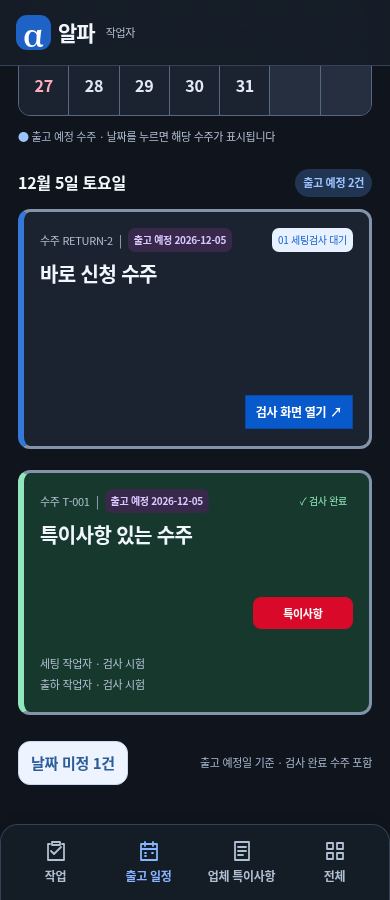 α 알파 작업자
27 28 29 30 31
출고 예정 수주 · 날짜를 누르면 해당 수주가 표시됩니다
12월 5일 토요일 출고 예정 2건
수주 RETURN-2 | 출고 예정 2026-12-05 01 세팅검사 대기
바로 신청 수주
검사 화면 열기 ↗
수주 T-001 | 출고 예정 2026-12-05 ✓ 검사 완료
특이사항 있는 수주
특이사항
세팅 작업자 · 검사 시험
출하 작업자 · 검사 시험
날짜 미정 1건 출고 예정일 기준 · 검사 완료 수주 포함
작업 출고 일정 업체 특이사항 전체